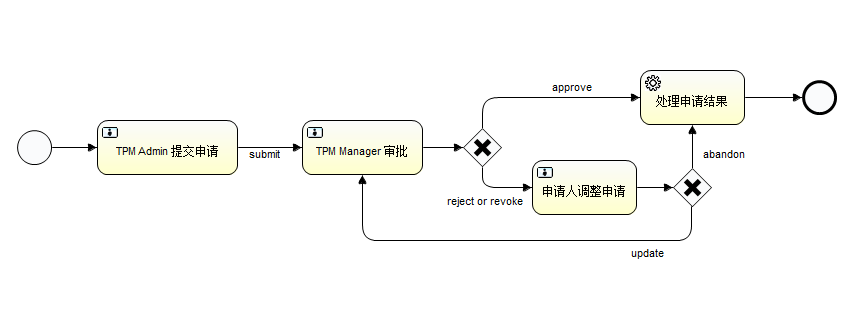 approve
处理申请结果
TPM Admin 提交申请
submit
TPM Manager 审批
abandon
reject or revoke
申请人调整申请
update